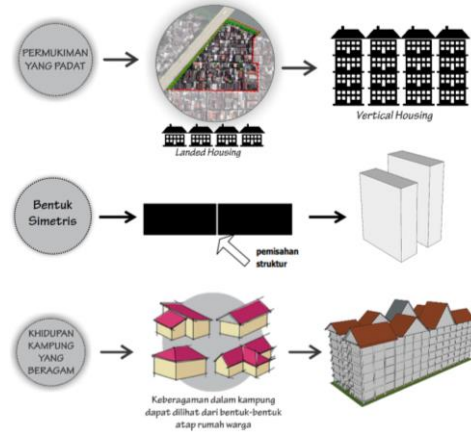 PERMUKIMAN
YANG PADAT
Landed Housing
Vertical Housing
Bentuk
Simetris
pemisahan
struktur
KHIDUPAN
KAMPUNG
YANG
BERAGAM
Keberagaman dalam kampung
dapat dilihat dari bentuk-bentuk
atap rumah warga